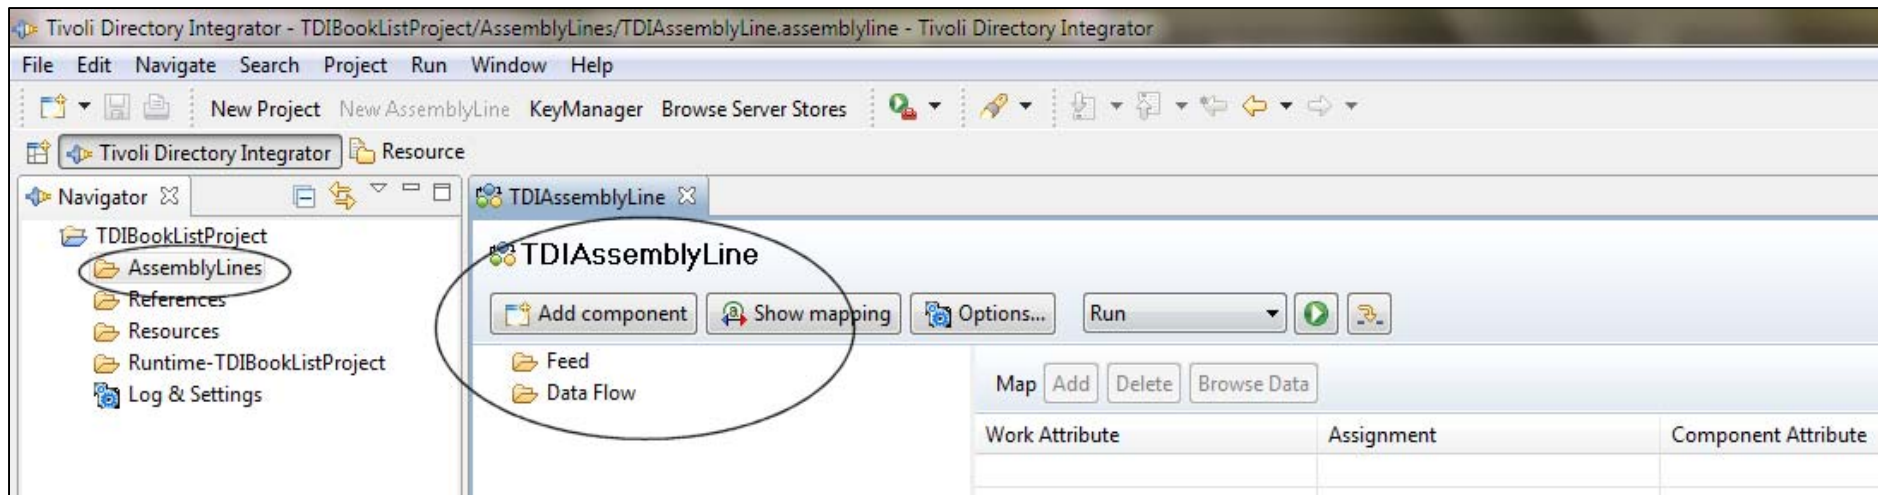 Tivoli Directory Integrator - TDIBookListProject/AssemblyLines/TDIAssemblyLine.assemblyline - Tivoli Directory Integrator
File Edit Navigate Search Project Run Window Help
New Project New AssemblyLine KeyManager Browse Server Stores
Tivoli Directory Integrator Resource
Navigator
TDIBookListProject
AssemblyLines
References
Resources
Runtime-TDIBookListProject
Log & Settings
TDIAssemblyLine
TDIAssemblyLine
Add component Show mapping Options... Run
Feed
Data Flow
Map Add Delete Browse Data
Work Attribute Assignment Component Attribute